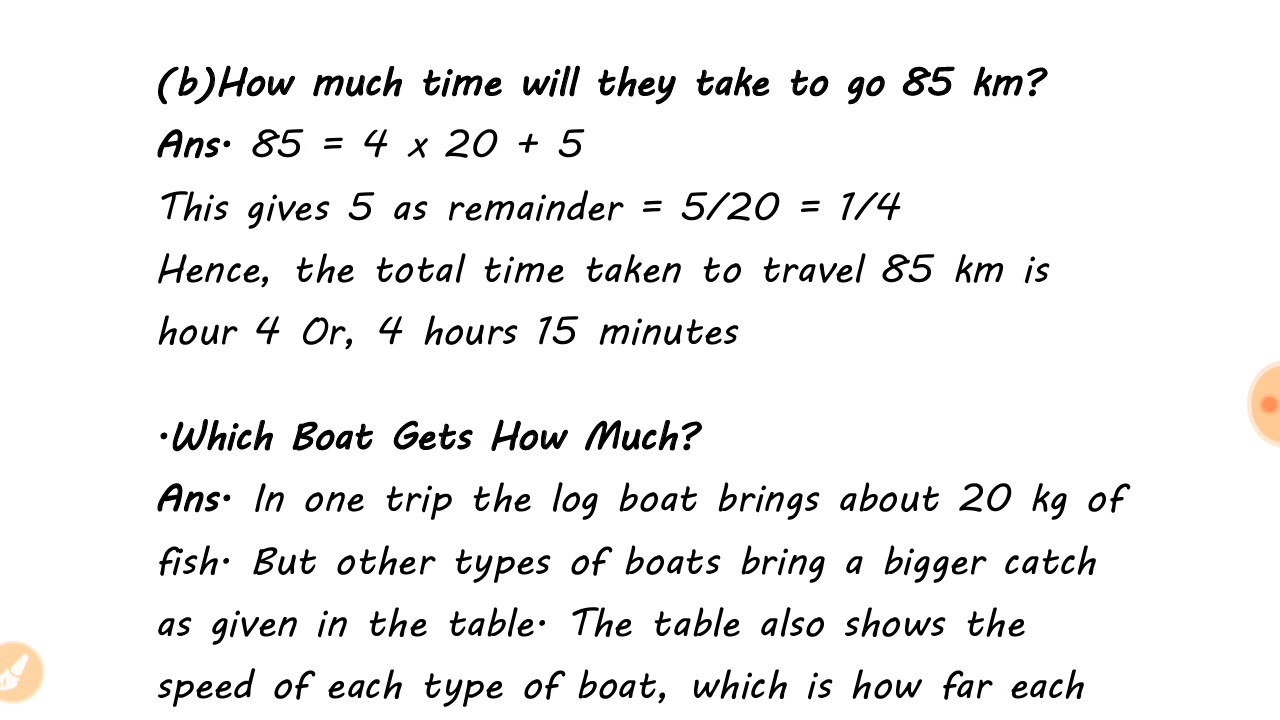 (b)How much time will they take to go 85 km?
Ans. 85 = 4 x 20 + 5
This gives 5 as remainder = 5/20 = 1/4
Hence, the total time taken to travel 85 km is
hour 4 Or, 4 hours 15 minutes
•Which Boat Gets How Much?
Ans. In one trip the log boat brings about 20 kg of
fish. But other types of boats bring a bigger catch
as given in the table. The table also shows the
speed of each type of boat, which is how far each